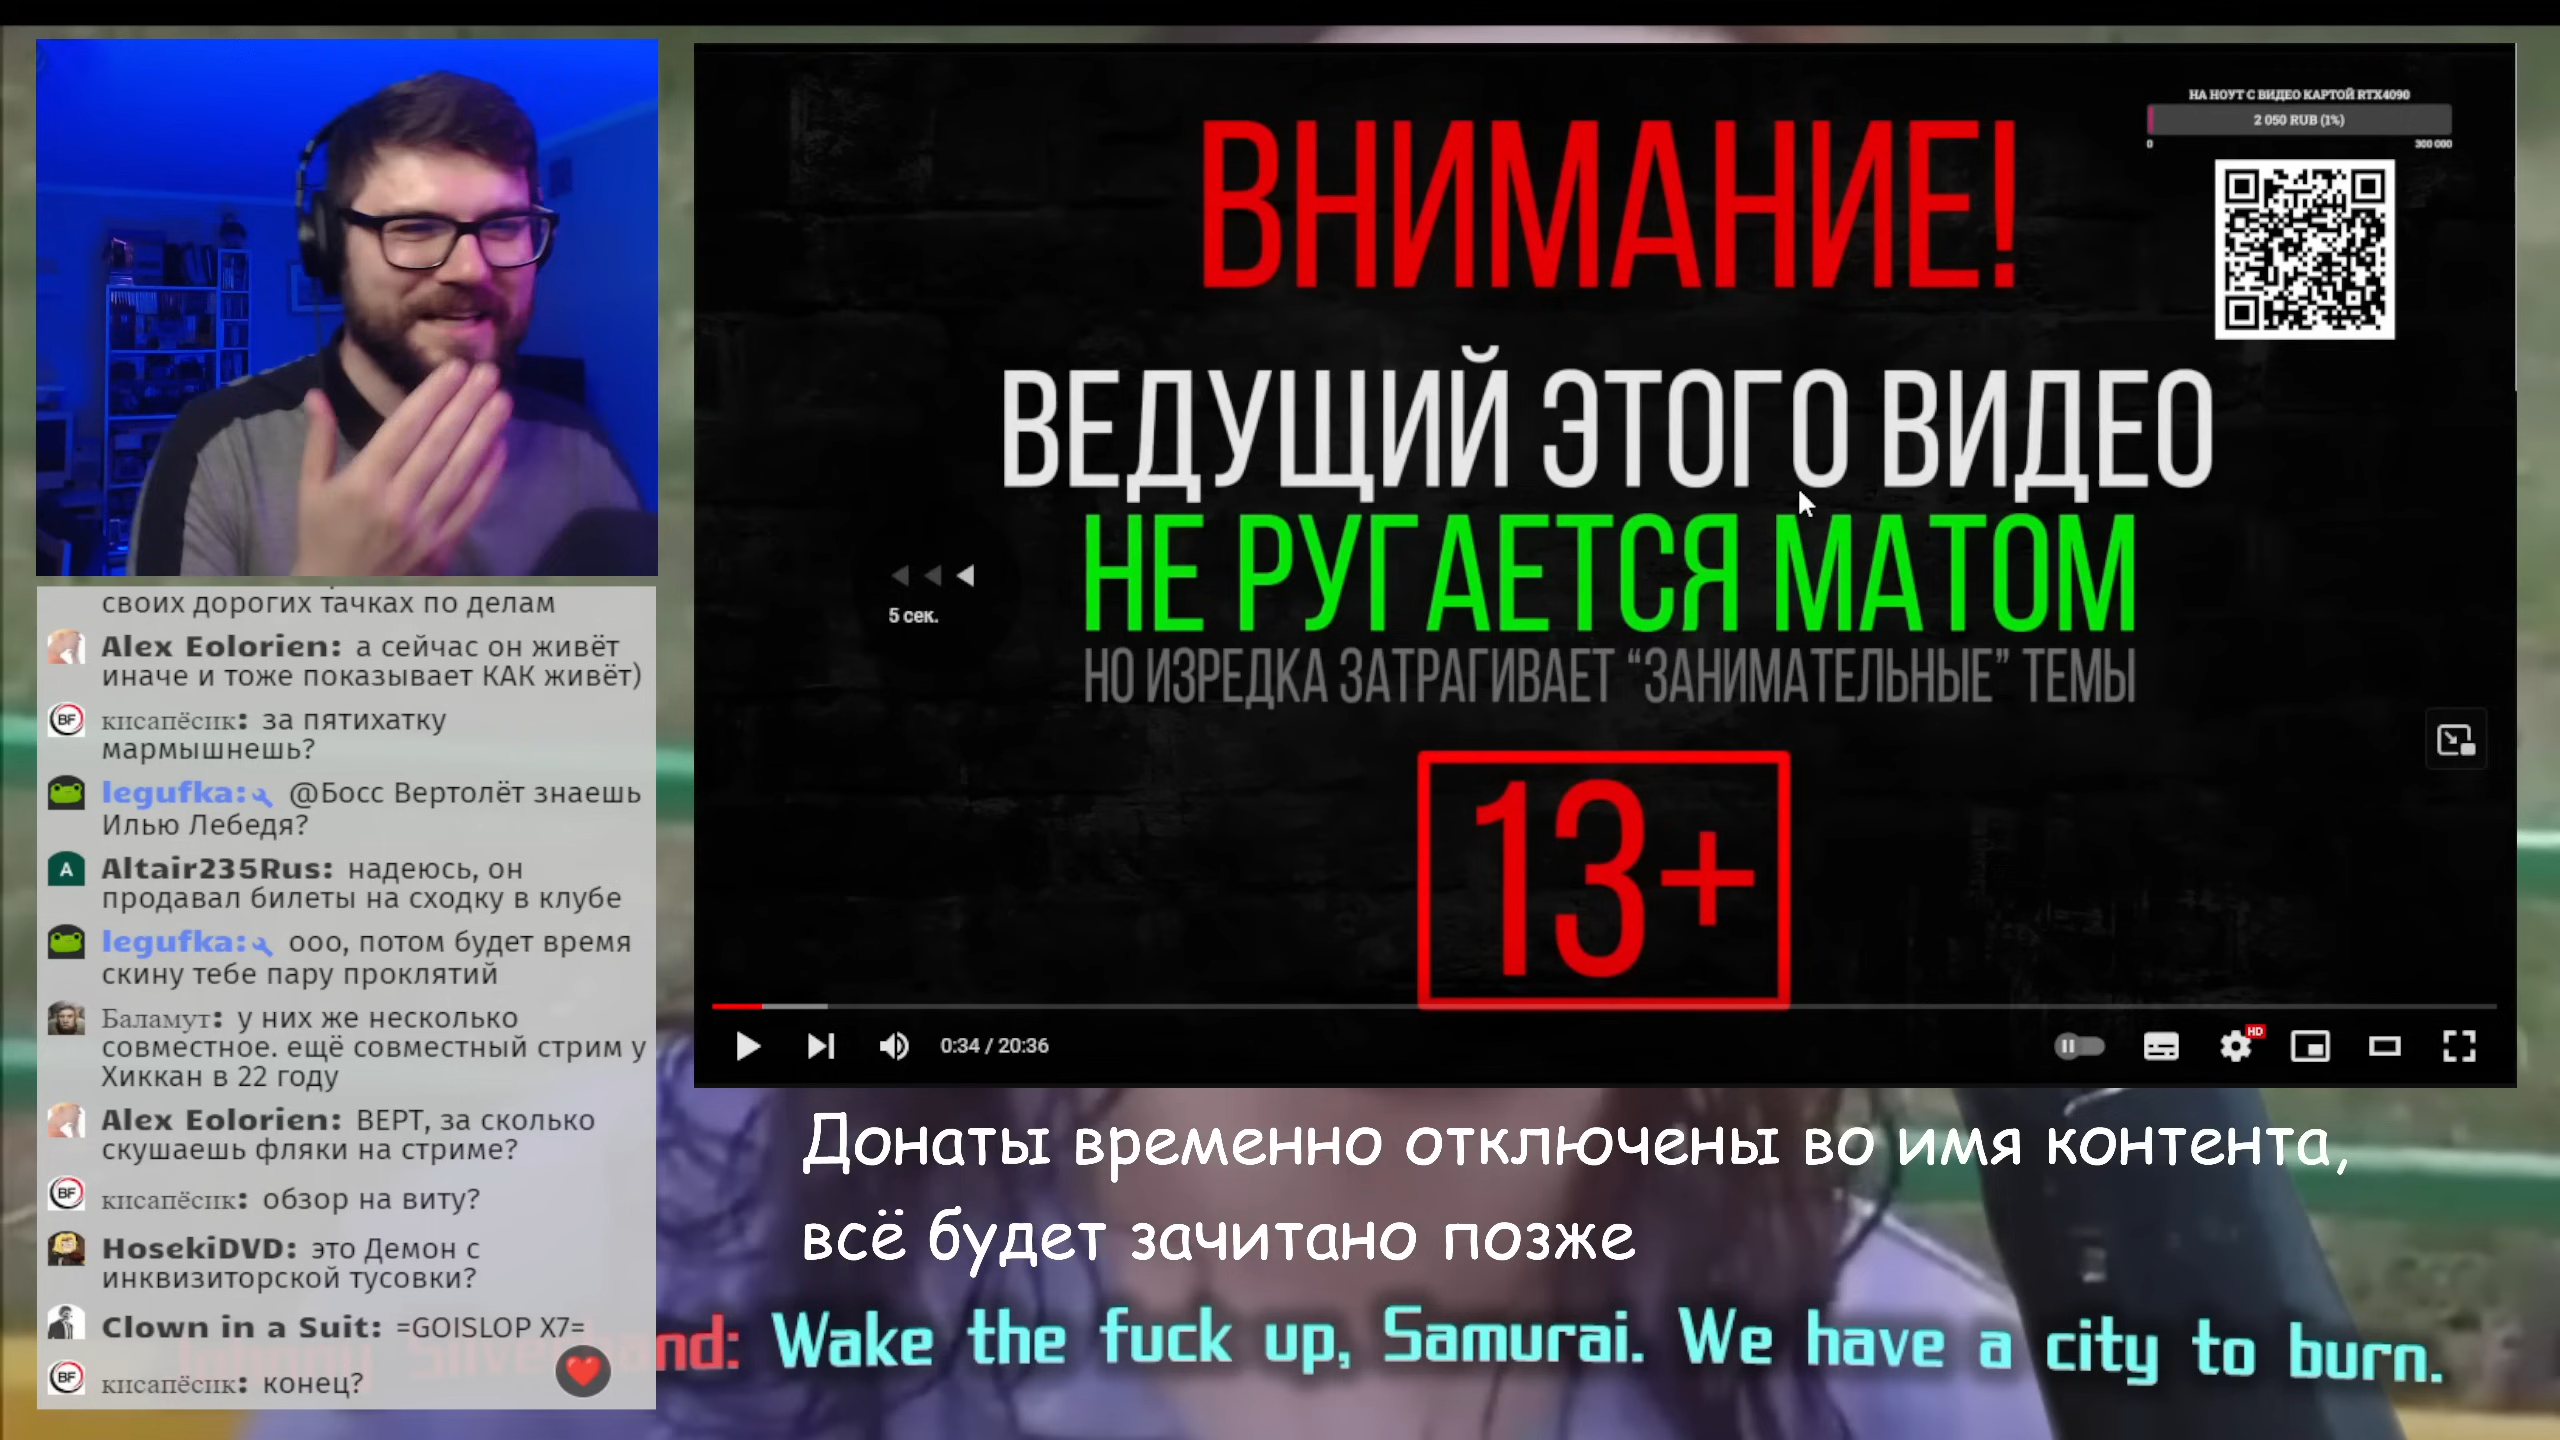 своих дорогих тачках по делам
Alex Eolorien: а сейчас он живёт
иначе и тоже показывает КАК живёт)
кисапёсик: за пятихатку
мармышнешь?
legufka: @Босс Вертолёт знаешь
Илью Лебедя?
Altair235Rus: надеюсь, он
продавал билеты на сходку в клубе
legufka: ооо, потом будет время
скину тебе пару проклятий
Баламут: у них же несколько
совместное. ещё совместный стрим у
Хиккан в 22 году
Alex Eolorien: ВЕРТ, за сколько
скушаешь фляки на стриме?
кисапёсик: обзор на виту?
HosekiDVD: это Демон с
инквизиторской тусовки?
Clown in a Suit: =GOISLOP X7=
кисапёсик: конец?
BF
A
BF
BF
НА НОУТ С ВИДЕО КАРТОЙ RTX4090
2 050 RUB (1%)
0 300 000
ВНИМАНИЕ!
ВЕДУЩИЙ ЭТОГО ВИДЕО
НЕ РУГАЕТСЯ МАТОМ
НО ИЗРЕДКА ЗАТРАГИВАЕТ “ЗАНИМАТЕЛЬНЫЕ” ТЕМЫ
13+
5 сек.
0:34 / 20:36
HD
Донаты временно отключены во имя контента,
всё будет зачитано позже
Johnny Silverhand: Wake the fuck up, Samurai. We have a city to burn.